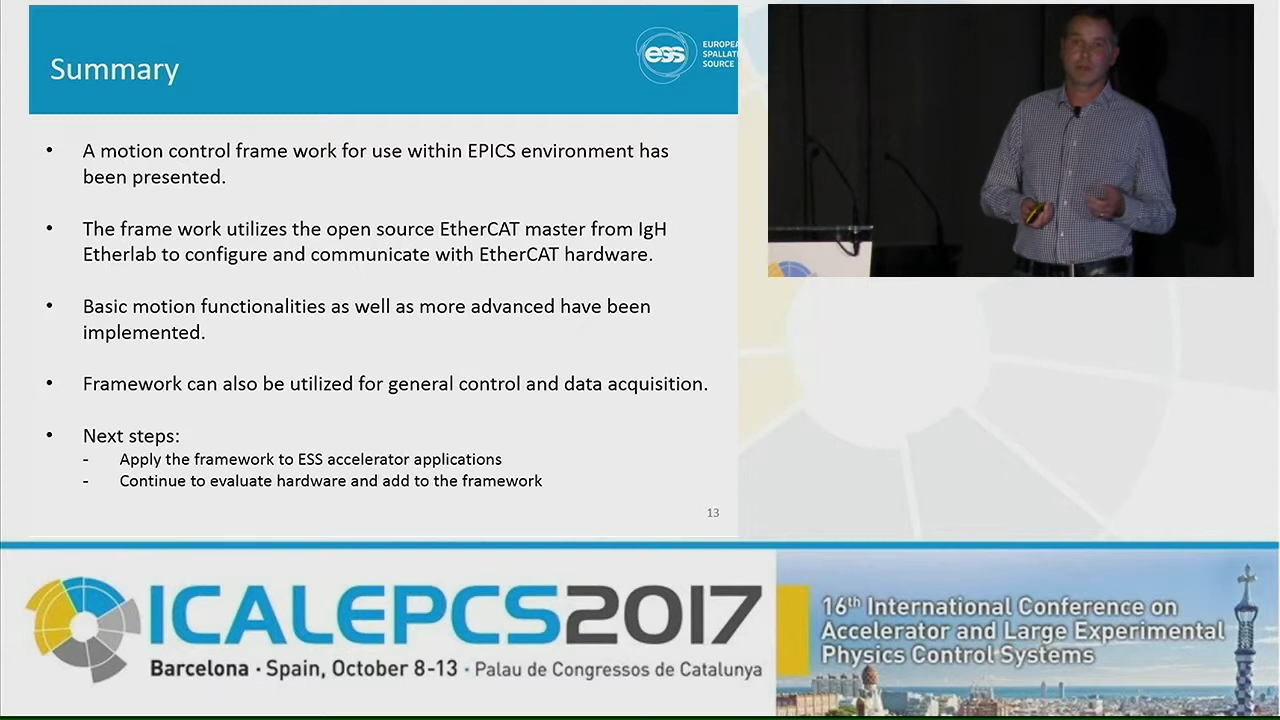 Summary
ess
EUROPEA
SPALLATI
SOURCE
• A motion control frame work for use within EPICS environment has
been presented.
• The frame work utilizes the open source EtherCAT master from IgH
Etherlab to configure and communicate with EtherCAT hardware.
• Basic motion functionalities as well as more advanced have been
implemented.
• Framework can also be utilized for general control and data acquisition.
• Next steps:
- Apply the framework to ESS accelerator applications
- Continue to evaluate hardware and add to the framework
13
ICALEPCS2017
Barcelona · Spain, October 8-13 · Palau de Congressos de Catalunya
16th International Conference on
Accelerator and Large Experimental
Physics Control Systems